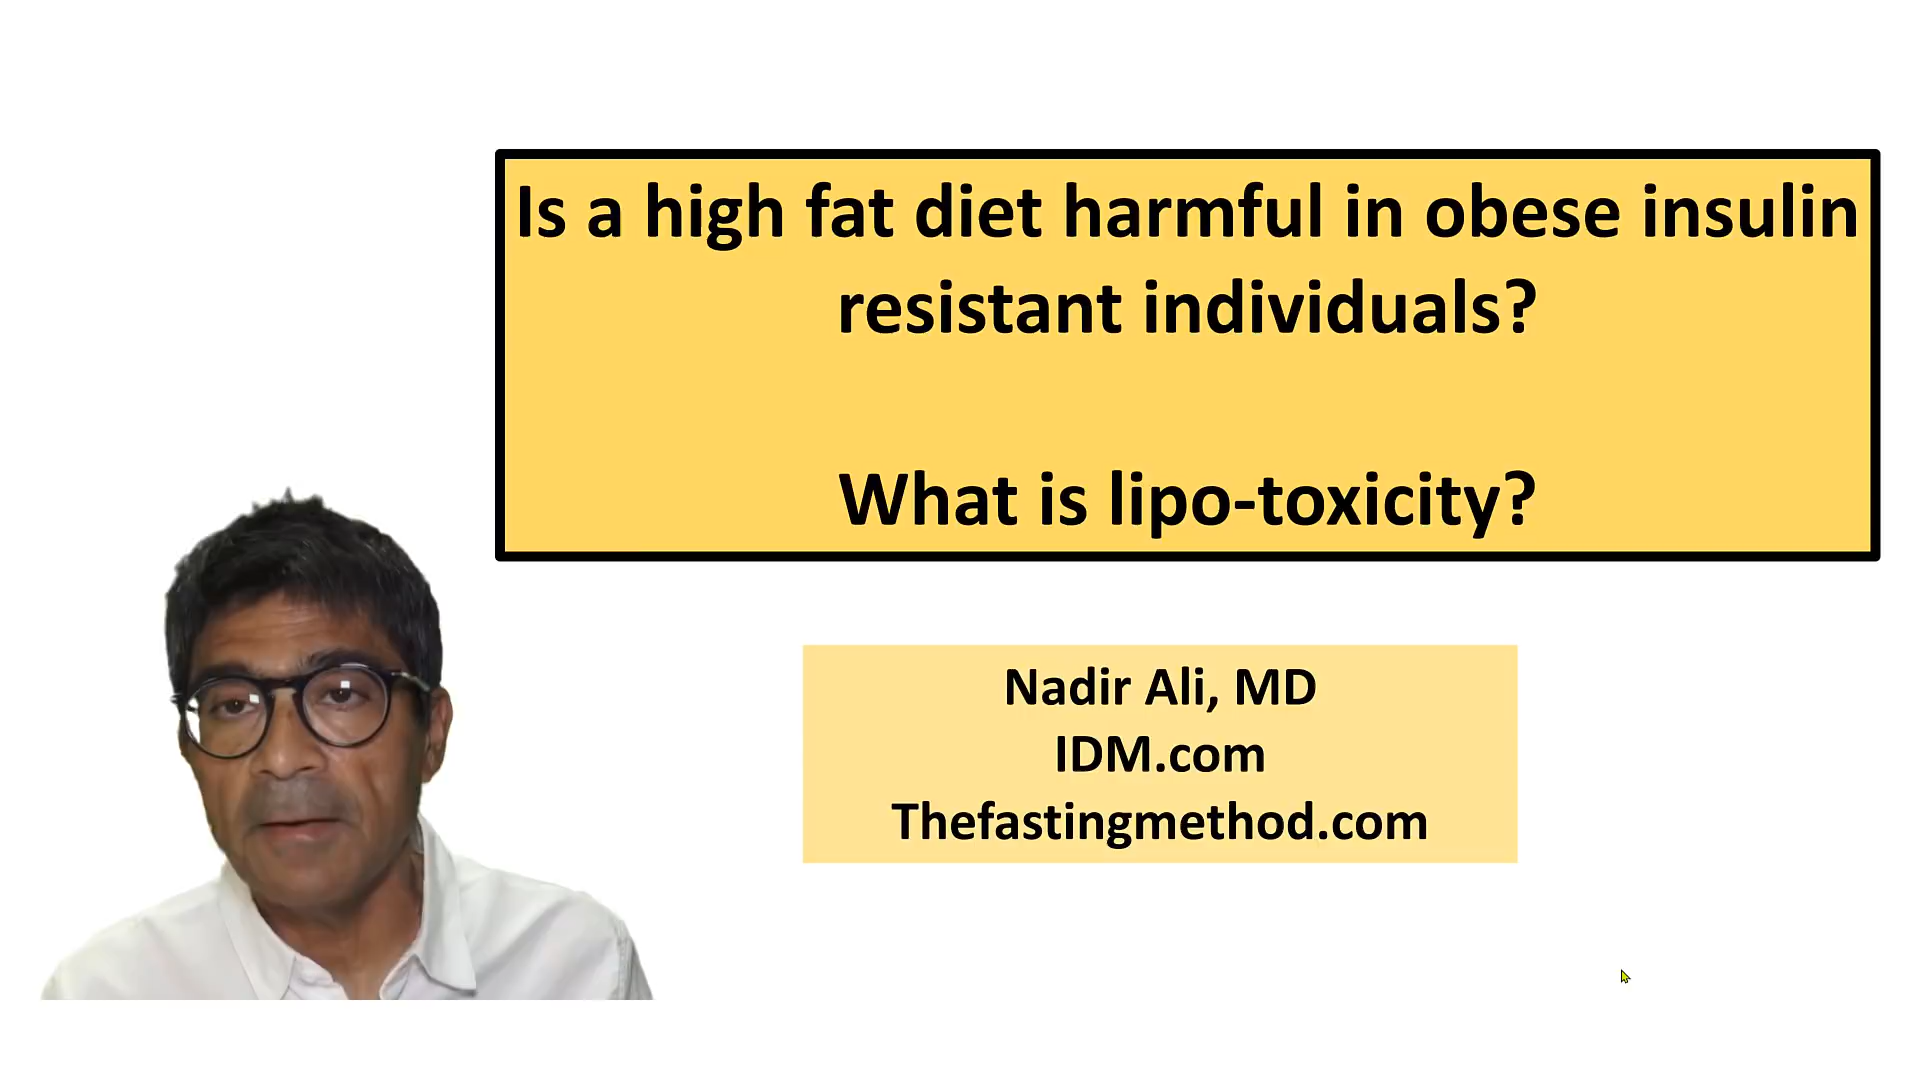 Is a high fat diet harmful in obese insulin
resistant individuals?
What is lipo-toxicity?
Nadir Ali, MD
IDM.com
Thefastingmethod.com